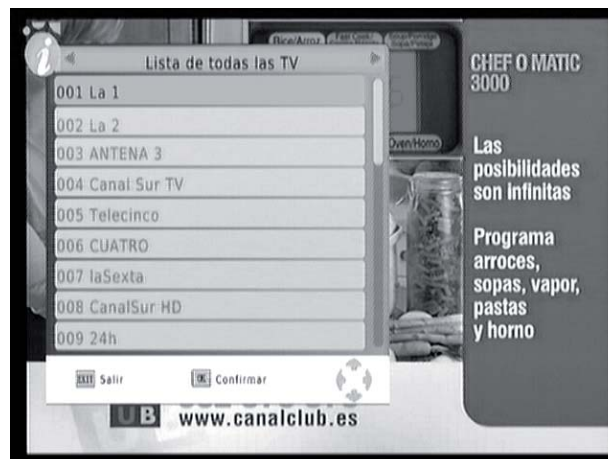 Rice/Arroz
Lista de todas las TV
001 La 1
002 La 2
003 ANTENA 3
004 Canal Sur TV
005 Telecinco
006 CUATRO
007 laSexta
008 CanalSur HD
009 24h
EXIT Salir
OK Confirmar
Oven/Horno
CHEF O MATIC
3000
Las
posibilidades
son infinitas
Programa
arroces,
sopas, vapor,
pastas
y horno
UB
www.canalclub.es